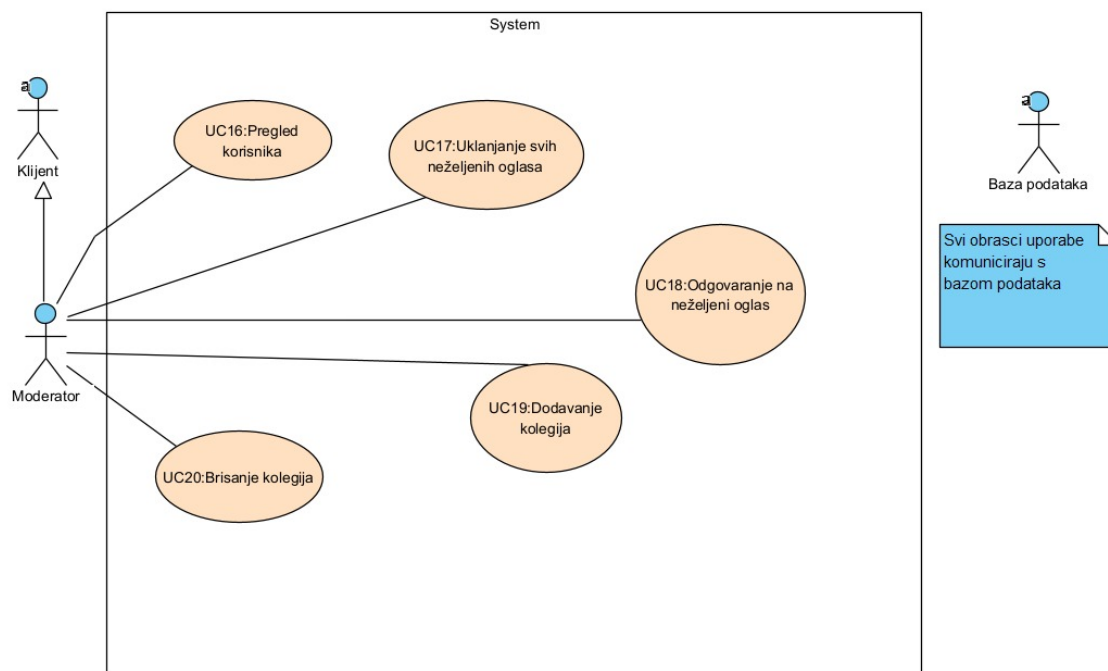 System
a
Klijent
UC16:Pregled
korisnika
UC17:Uklanjanje svih
neželjenih oglasa
a
Baza podataka
Svi obrasci uporabe
komuniciraju s
bazom podataka
UC18:Odgovaranje na
neželjeni oglas
Moderator
UC19:Dodavanje
kolegija
UC20:Brisanje kolegija